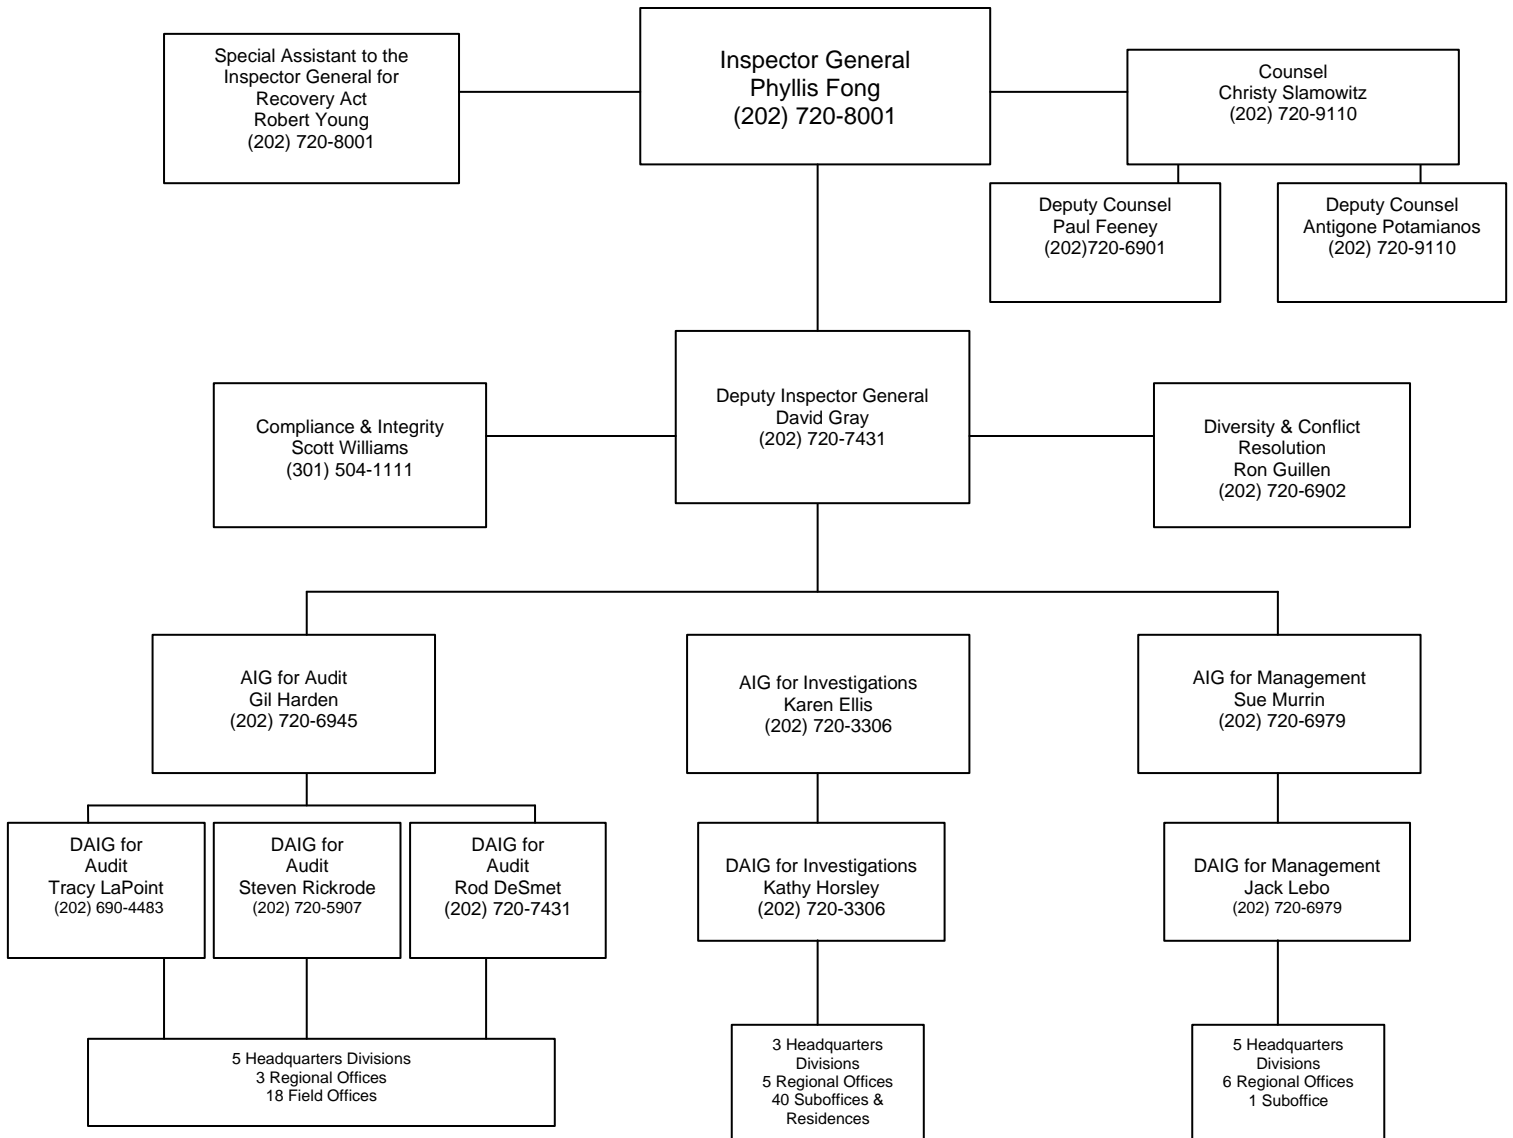 Special Assistant to the
Inspector General for
Recovery Act
Robert Young
(202) 720-8001
Inspector General
Phyllis Fong
(202) 720-8001
Counsel
Christy Slamowitz
(202) 720-9110
Deputy Counsel
Paul Feeney
(202)720-6901
Deputy Counsel
Antigone Potamianos
(202) 720-9110
Compliance & Integrity
Scott Williams
(301) 504-1111
Deputy Inspector General
David Gray
(202) 720-7431
Diversity & Conflict
Resolution
Ron Guillen
(202) 720-6902
AIG for Audit
Gil Harden
(202) 720-6945
AIG for Investigations
Karen Ellis
(202) 720-3306
AIG for Management
Sue Murrin
(202) 720-6979
DAIG for
Audit
Tracy LaPoint
(202) 690-4483
DAIG for
Audit
Steven Rickrode
(202) 720-5907
DAIG for
Audit
Rod DeSmet
(202) 720-7431
DAIG for Investigations
Kathy Horsley
(202) 720-3306
DAIG for Management
Jack Lebo
(202) 720-6979
5 Headquarters Divisions
3 Regional Offices
18 Field Offices
3 Headquarters
Divisions
5 Regional Offices
40 Suboffices &
Residences
5 Headquarters
Divisions
6 Regional Offices
1 Suboffice